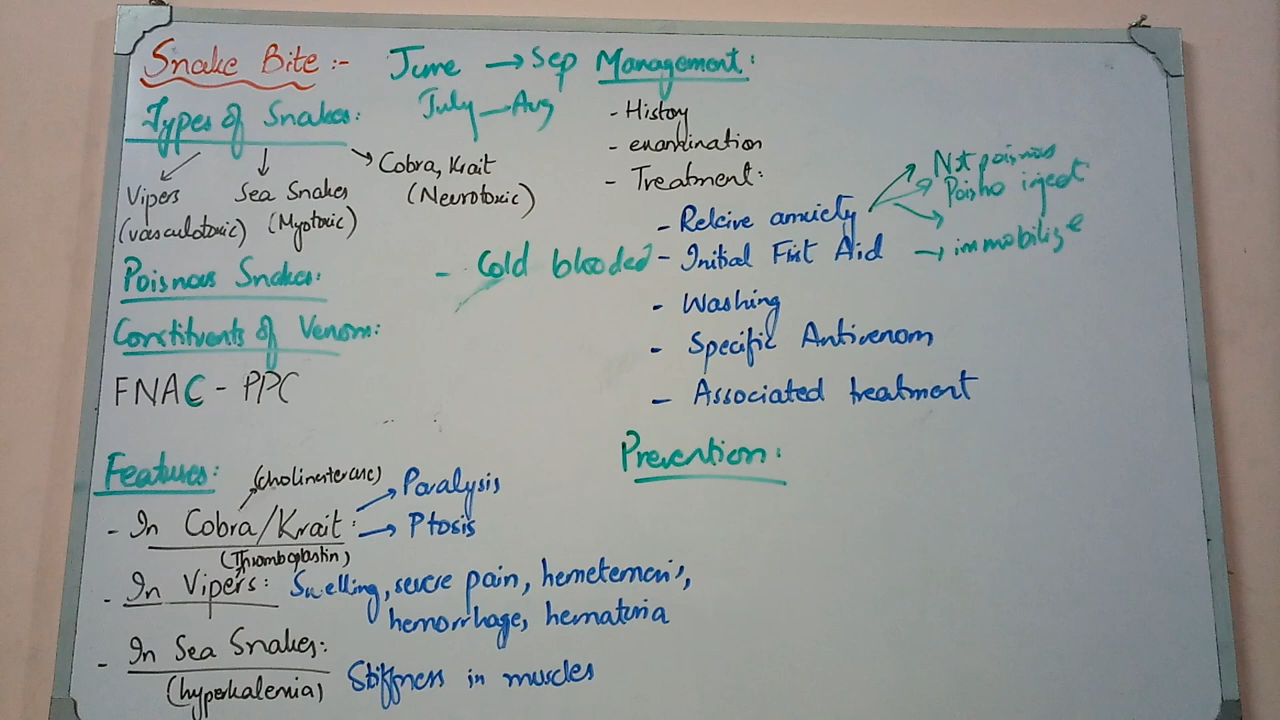 Snake Bite :- June → Sep
July — Aug
Types of Snakes:
Vipers
(vasculotoxic)
Sea Snakes
(Myotoxic)
Cobra, Krait
(Neurotoxic)
Poisnous Snakes:
- Cold blooded
Constituents of Venom:
FNAC - PPC
Features:
(cholinesterase)
- In Cobra/Krait:
→ Paralysis
→ Ptosis
(Thromboplastin)
- In Vipers: Swelling, severe pain, hemetemesis,
hemorrhage, hematuria
- In Sea Snakes:
(hyperkalemia) Stiffness in muscles
Management:
- History
- examination
- Treatment:
- Releive anxiety
Not poisnous
Poisno inject
- Initial First Aid → immobilize
- Washing
- Specific Antivenom
- Associated treatment
Prevention: